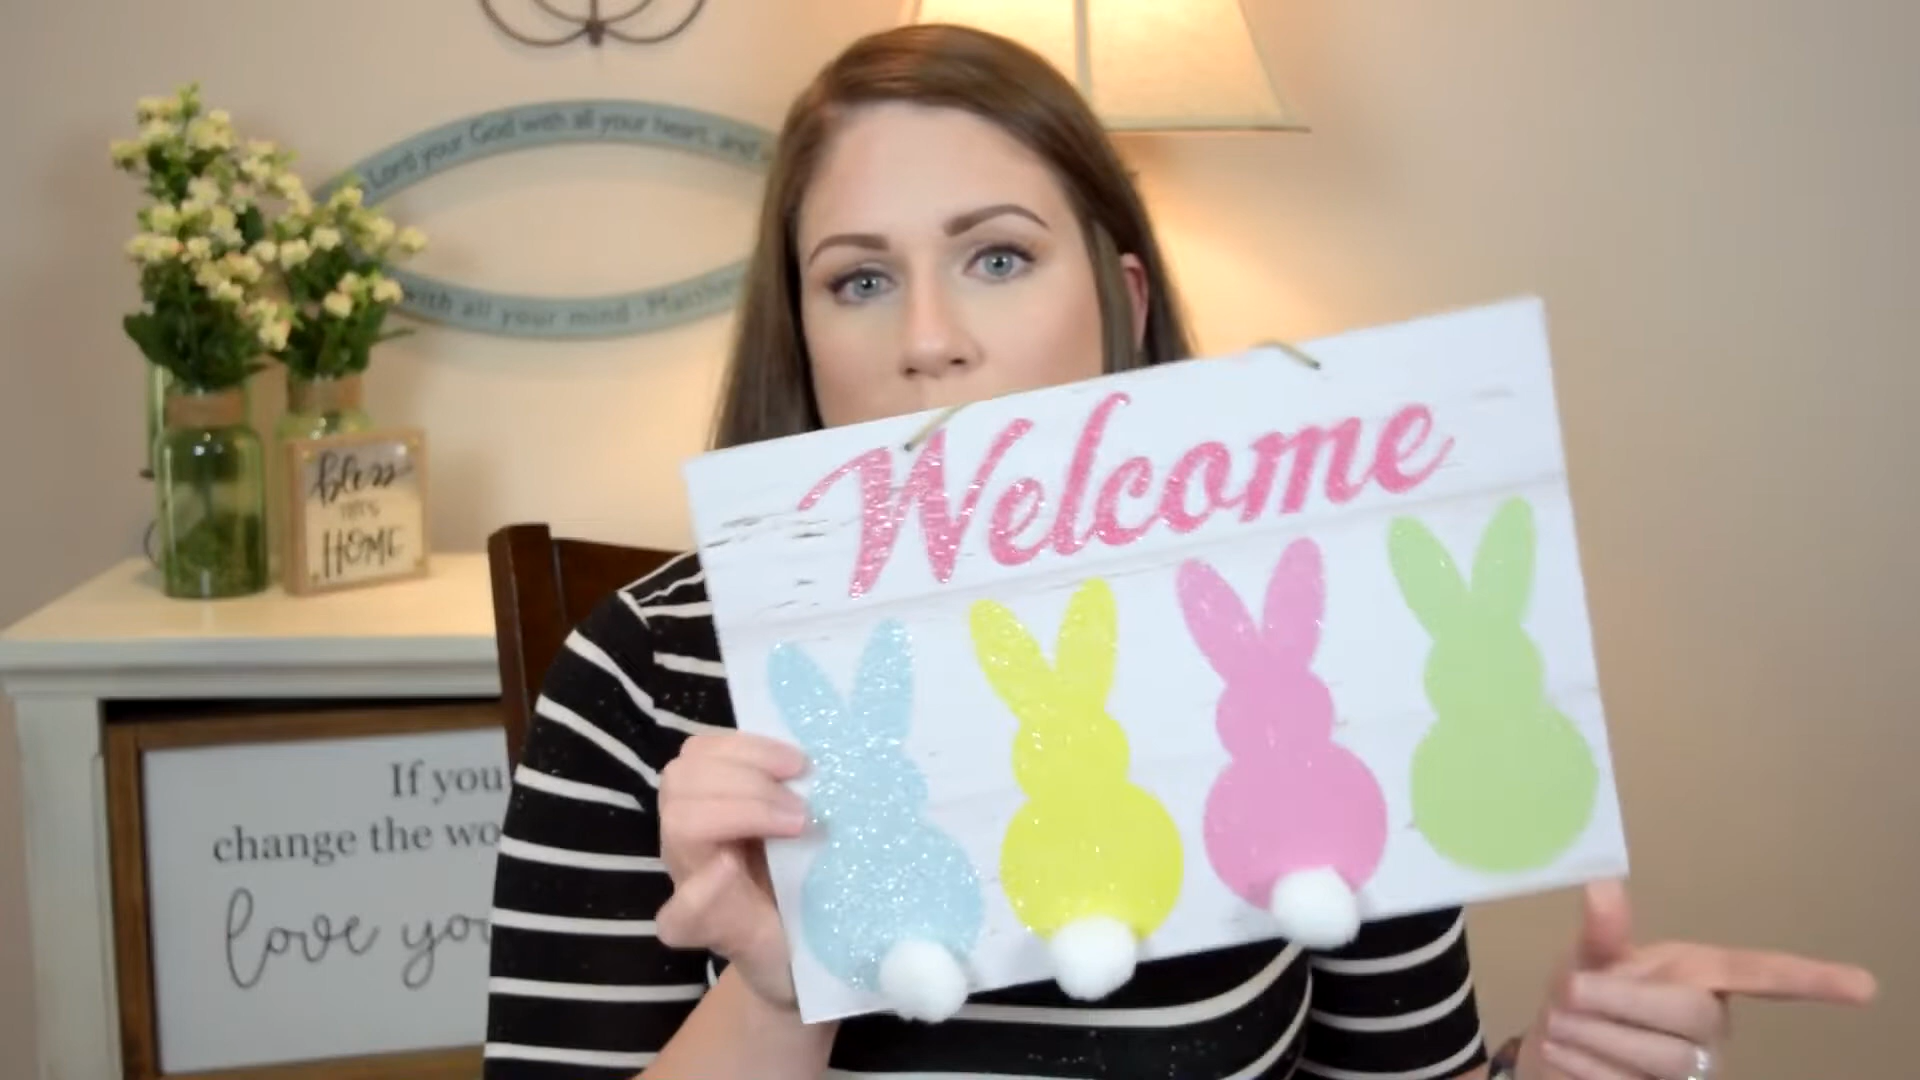 Lord your God with all your heart, and
with all your mind - Matthew
bless
THIS
HOME
Welcome
If you
change the wo
love you